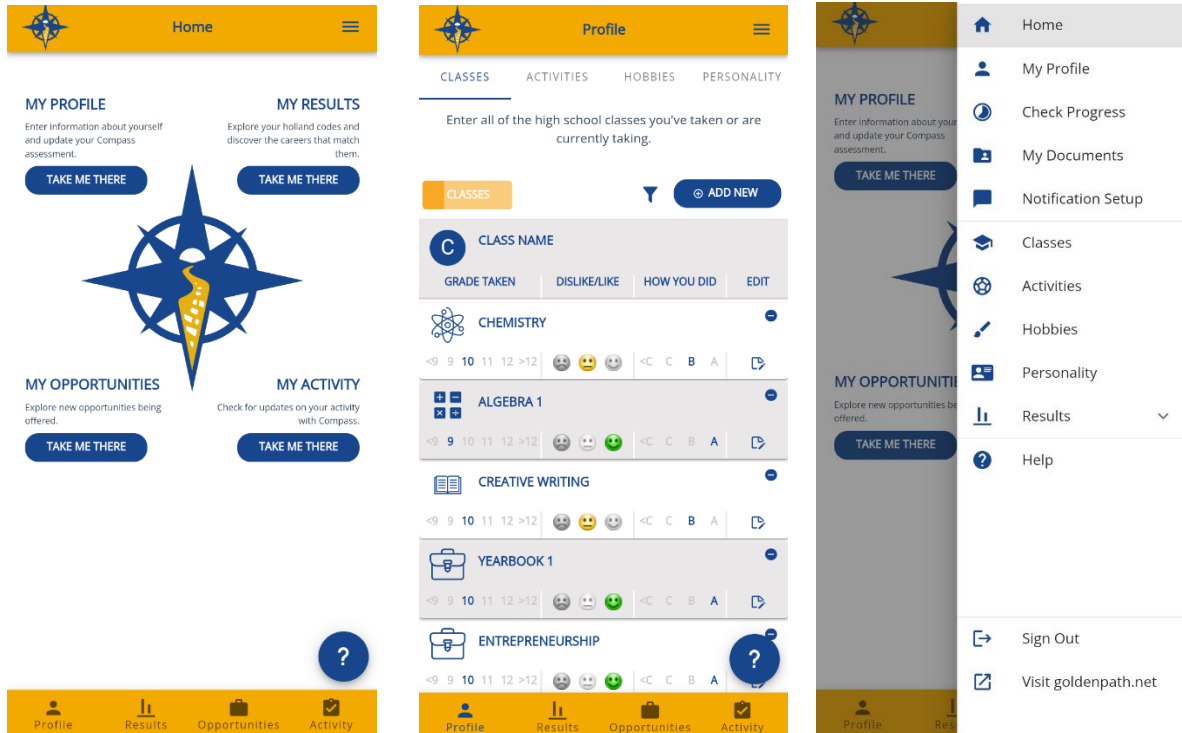 Home
MY PROFILE
Enter information about yourself
and update your Compass
assessment.
TAKE ME THERE
MY RESULTS
Explore your holland codes and
discover the careers that match
them.
TAKE ME THERE
MY OPPORTUNITIES
Explore new opportunities being
offered.
TAKE ME THERE
MY ACTIVITY
Check for updates on your activity
with Compass.
TAKE ME THERE
?
Profile Results Opportunities Activity
Profile
CLASSES ACTIVITIES HOBBIES PERSONALITY
Enter all of the high school classes you've taken or are
currently taking.
CLASSES ADD NEW
C CLASS NAME
GRADE TAKEN DISLIKE/LIKE HOW YOU DID EDIT
CHEMISTRY
<9 9 10 11 12 >12 <C C B A
ALGEBRA 1
<9 9 10 11 12 >12 <C C B A
CREATIVE WRITING
<9 9 10 11 12 >12 <C C B A
YEARBOOK 1
<9 9 10 11 12 >12 <C C B A
ENTREPRENEURSHIP
<9 9 10 11 12 >12 <C C B A
?
Profile Results Opportunities Activity
MY PROFILE
Enter information about your
and update your Compass
assessment.
TAKE ME THERE
MY OPPORTUNITIE
Explore new opportunities be
offered.
TAKE ME THERE
Profile Res
Home
My Profile
Check Progress
My Documents
Notification Setup
Classes
Activities
Hobbies
Personality
Results
? Help
Sign Out
Visit goldenpath.net